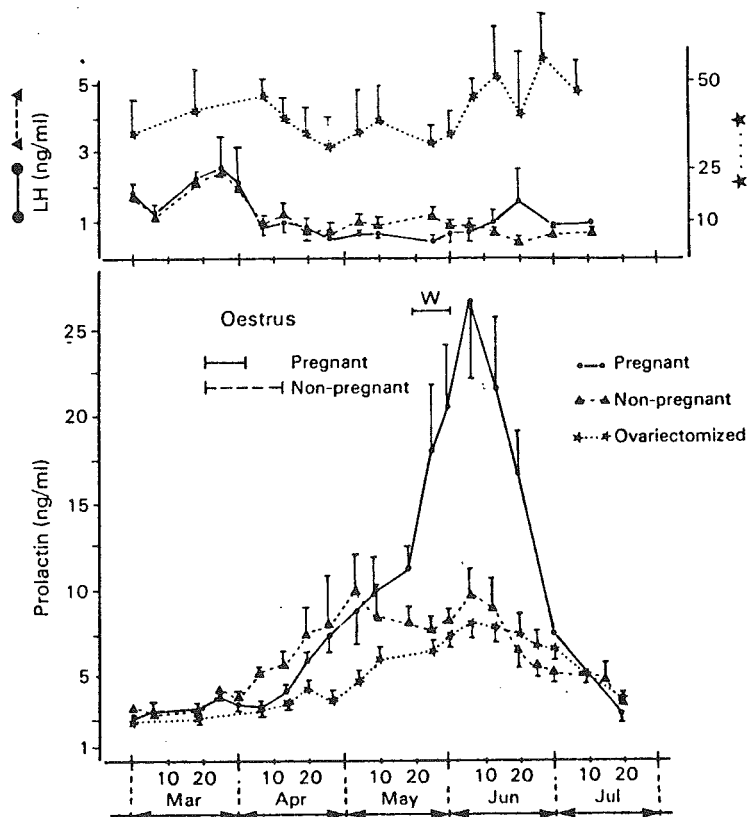 LH (ng/ml)
5
3
1
50
25
10
W
Oestrus
Pregnant
Non-pregnant
Pregnant
Non-pregnant
Ovariectomized
Prolactin (ng/ml)
25
20
15
10
5
1
10 20 10 20 10 20 10 20 10 20
Mar Apr May Jun Jul